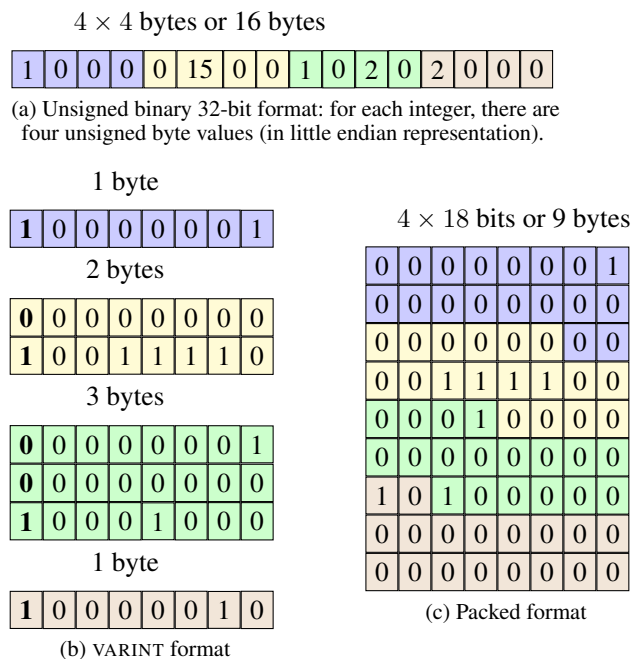 4 × 4 bytes or 16 bytes
1 0 0 0 0 15 0 0 1 0 2 0 2 0 0 0
(a) Unsigned binary 32-bit format: for each integer, there are
four unsigned byte values (in little endian representation).
1 byte
1 0 0 0 0 0 0 1
2 bytes
0 0 0 0 0 0 0 0
1 0 0 1 1 1 1 0
3 bytes
0 0 0 0 0 0 0 1
0 0 0 0 0 0 0 0
1 0 0 0 1 0 0 0
1 byte
1 0 0 0 0 0 1 0
(b) VARINT format
4 × 18 bits or 9 bytes
0 0 0 0 0 0 0 1
0 0 0 0 0 0 0 0
0 0 0 0 0 0 0 0
0 0 1 1 1 1 0 0
0 0 0 1 0 0 0 0
0 0 0 0 0 0 0 0
1 0 1 0 0 0 0 0
0 0 0 0 0 0 0 0
0 0 0 0 0 0 0 0
(c) Packed format